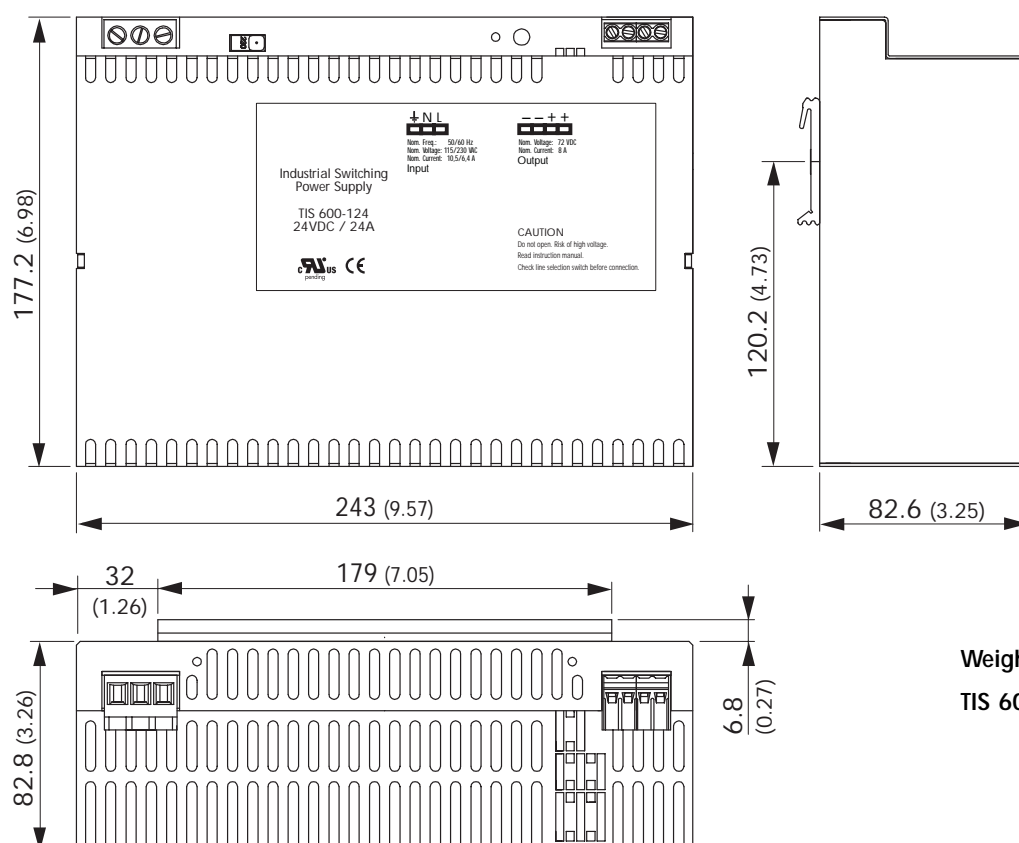 177.2 (6.98)
230
⏚ N L
Nom. Freq.: 50/60 Hz
Nom. Voltage: 115/230 VAC
Nom. Current: 10,5/6,4 A
Input
– – + +
Nom. Voltage: 72 VDC
Nom. Current: 8 A
Output
Industrial Switching
Power Supply
TIS 600-124
24VDC / 24A
c RU US CE
pending
CAUTION
Do not open. Risk of high voltage.
Read instruction manual.
Check line selection switch before connection.
243 (9.57)
120.2 (4.73)
82.6 (3.25)
32
(1.26)
179 (7.05)
82.8 (3.26)
6.8
(0.27)
Weigh
TIS 60